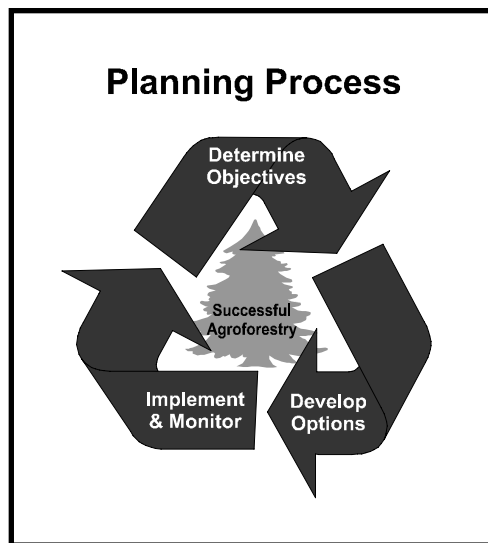 Planning Process
Determine
Objectives
Successful
Agroforestry
Implement
& Monitor
Develop
Options